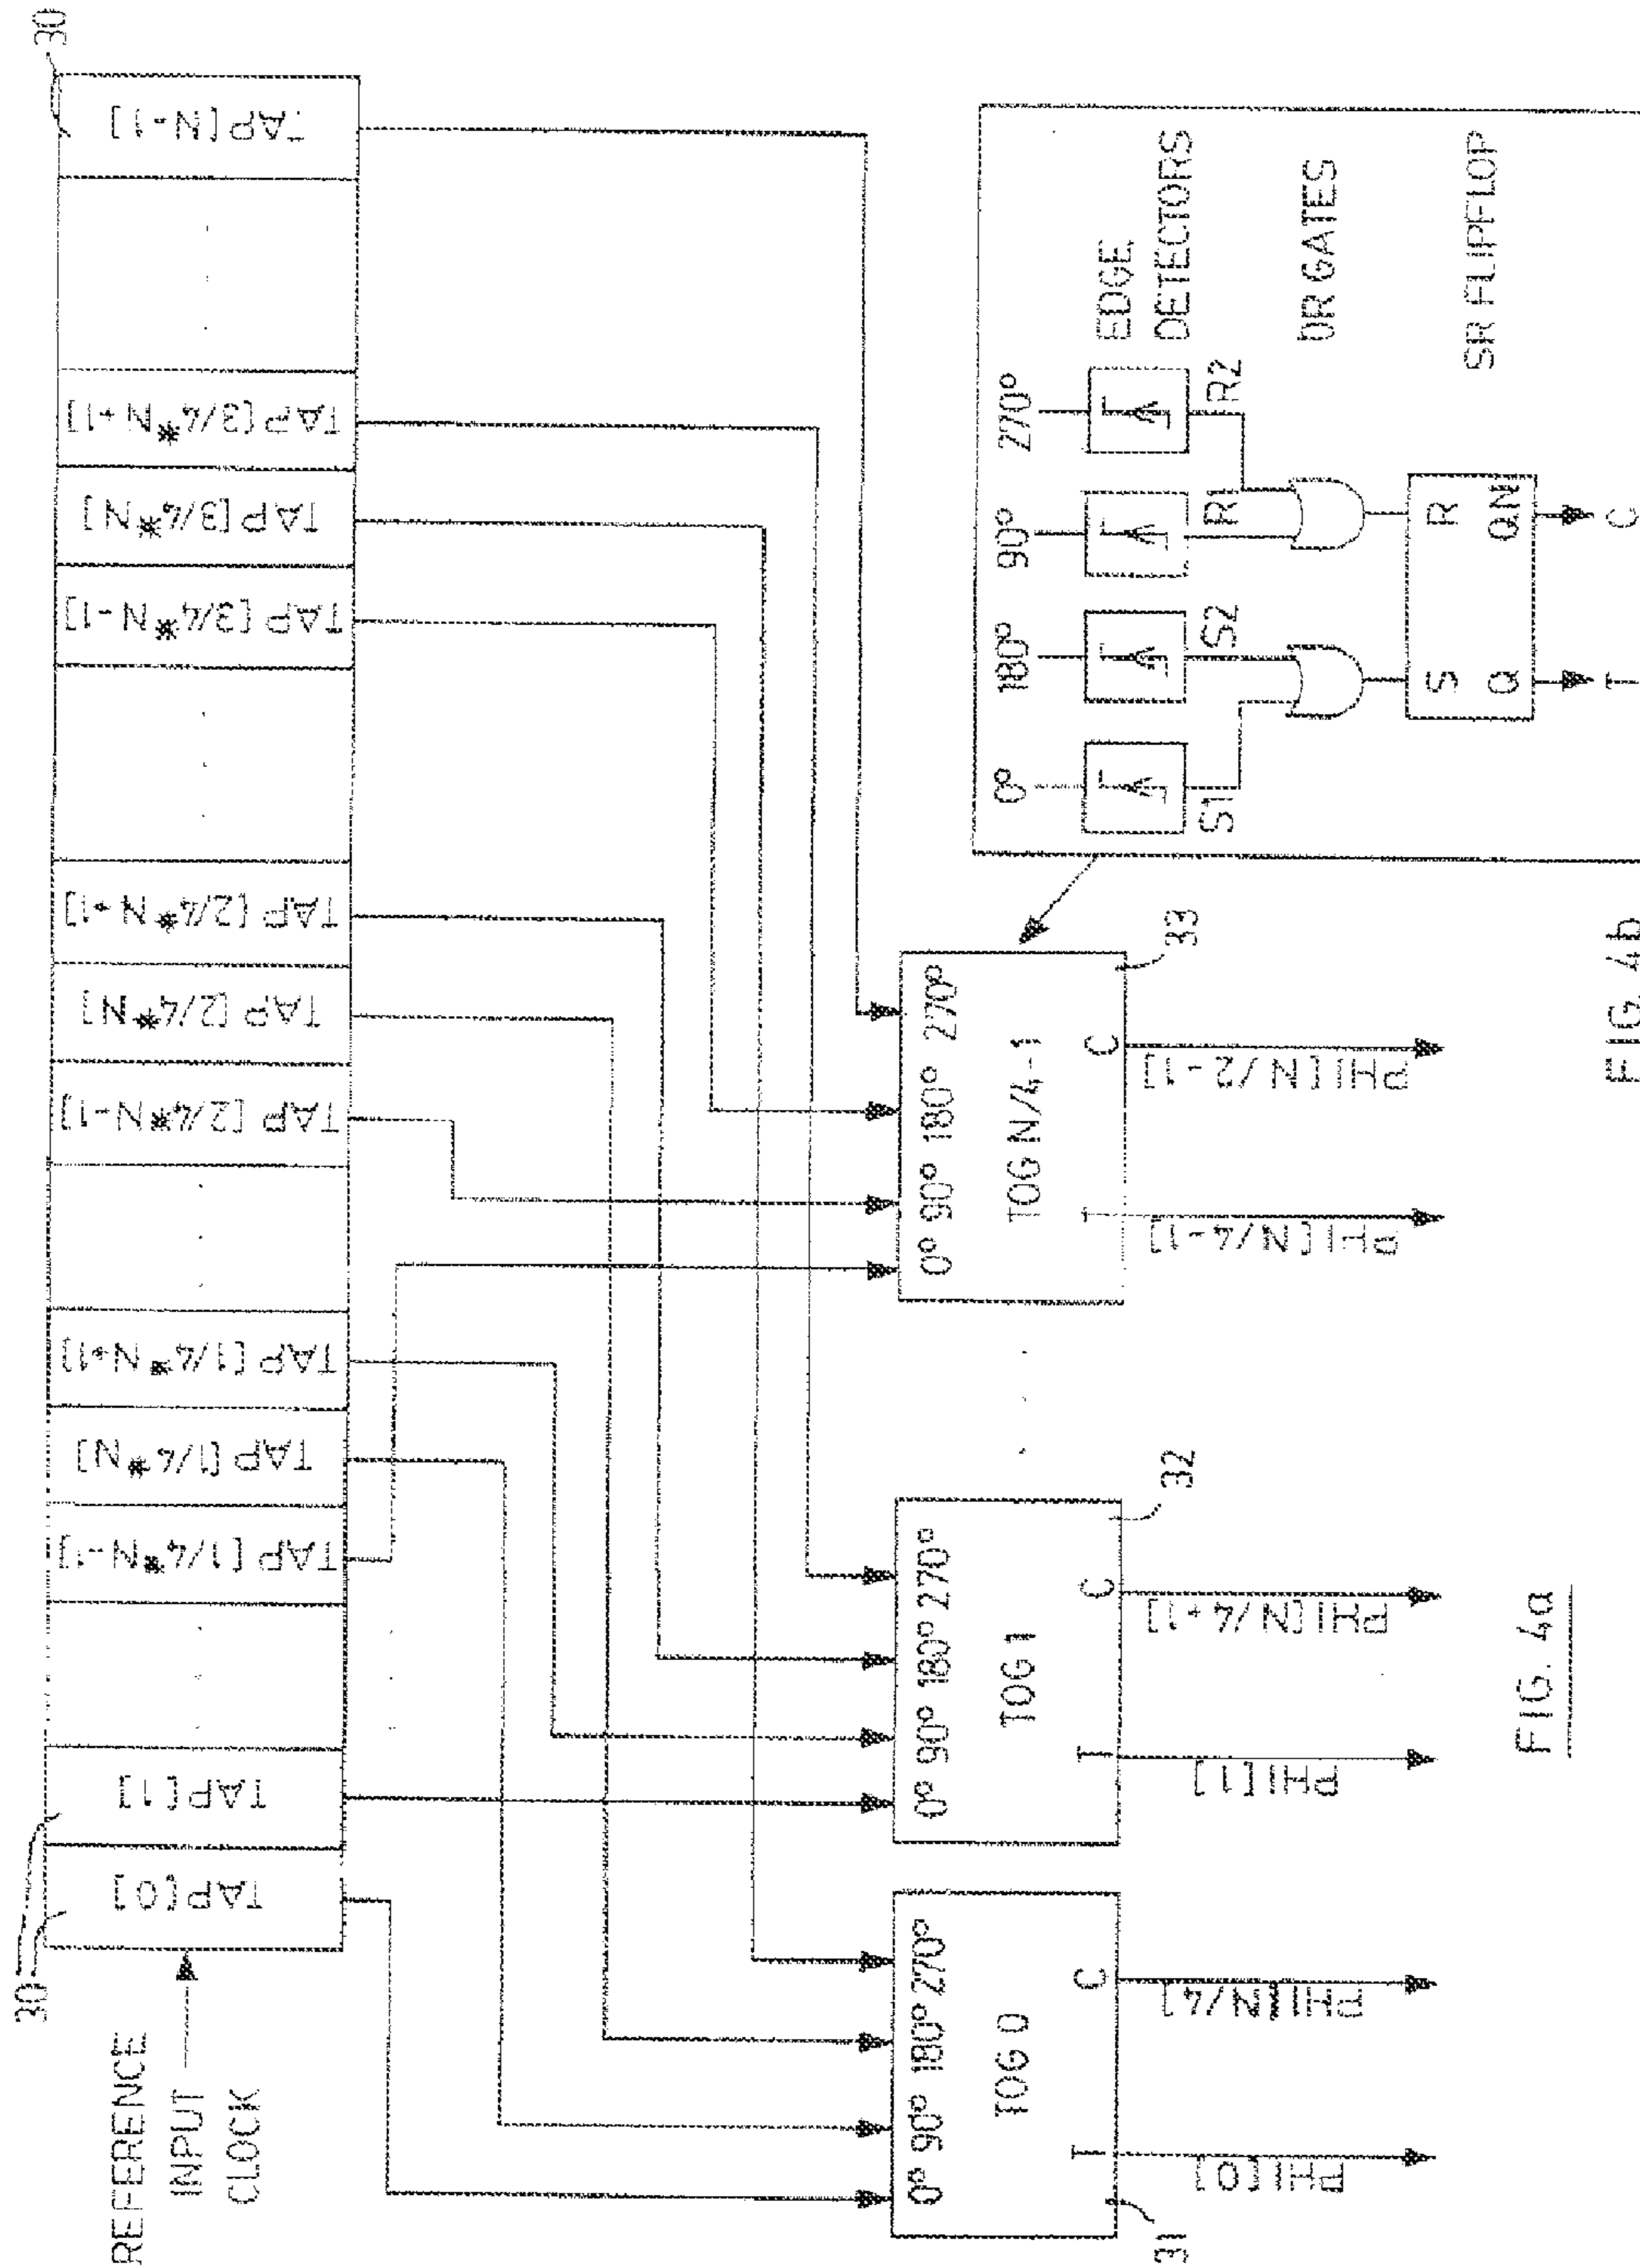 30
30
REFERENCE
INPUT
CLOCK
TAP[0]
TAP[1]
TAP[1/4*N-1]
TAP[1/4*N]
TAP[1/4*N+1]
TAP[2/4*N-1]
TAP[2/4*N]
TAP[2/4*N+1]
TAP[3/4*N-1]
TAP[3/4*N]
TAP[3/4*N+1]
TAP[N-1]
0° 90° 180° 270°
TOG 0
T C
31
PHI[0]
PHI[N/4]
0° 90° 180° 270°
TOG 1
T C
32
PHI[1]
PHI[N/4+1]
0° 90° 180° 270°
TOG N/4-1
T C
33
PHI[N/4-1]
PHI[N/2-1]
FIG. 4a
0° 180° 90° 270°
EDGE
DETECTORS
S1 S2 R1 R2
OR GATES
S R
Q QN
SR FLIPFLOP
T C
FIG. 4b